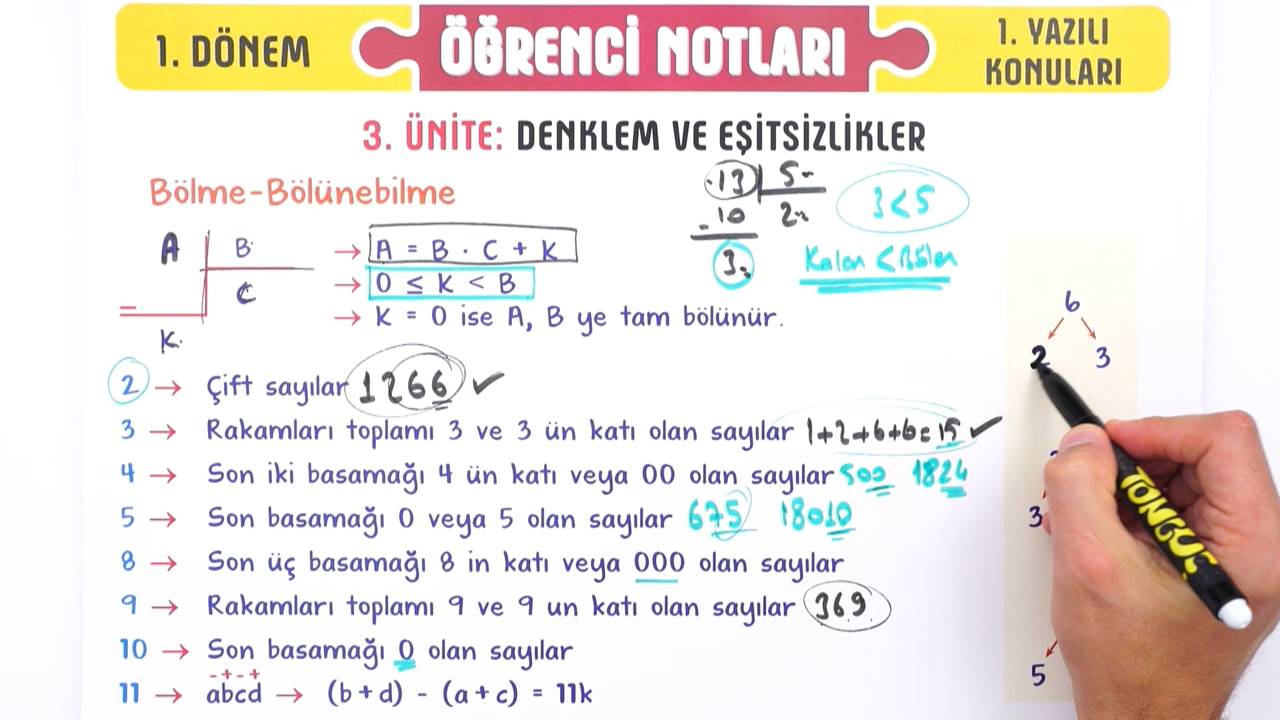 1. DÖNEM
ÖĞRENCİ NOTLARI
1. YAZILI
KONULARI
3. ÜNİTE: DENKLEM VE EŞİTSİZLİKLER
Bölme-Bölünebilme
A B
C
K
→ A = B · C + K
→ 0 ≤ K < B
→ K = 0 ise A, B ye tam bölünür.
13 5
- 10 2
3
3<5
Kalan < Bölen
2 → Çift sayılar 1266 ✓
3 → Rakamları toplamı 3 ve 3 ün katı olan sayılar 1+2+6+6=15 ✓
4 → Son iki basamağı 4 ün katı veya 00 olan sayılar 500 1824
5 → Son basamağı 0 veya 5 olan sayılar 675 18010
8 → Son üç basamağı 8 in katı veya 000 olan sayılar
9 → Rakamları toplamı 9 ve 9 un katı olan sayılar 369
10 → Son basamağı 0 olan sayılar
- + - +
11 → abcd → (b + d) - (a + c) = 11k
6
2 3
3
5
TONGUÇ